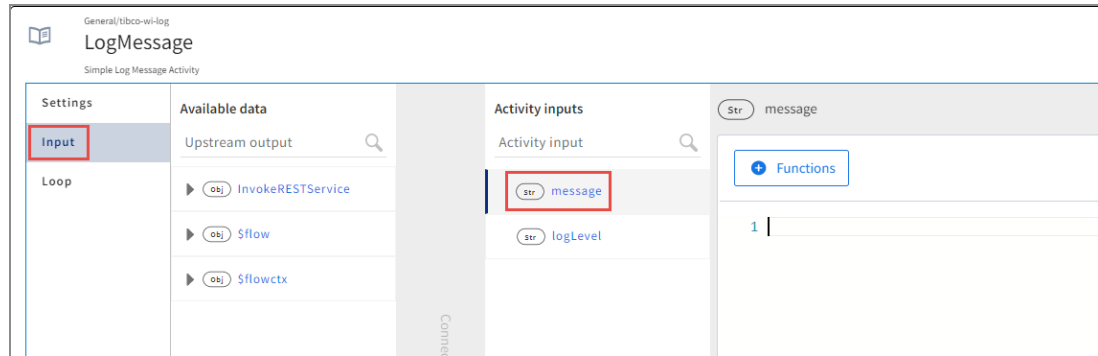 General/tibco-wi-log
LogMessage
Simple Log Message Activity
Settings
Input
Loop
Available data
Upstream output
Obj InvokeRESTService
Obj $flow
Obj $flowctx
Activity inputs
Activity input
Str message
Str logLevel
Str message
Functions
1